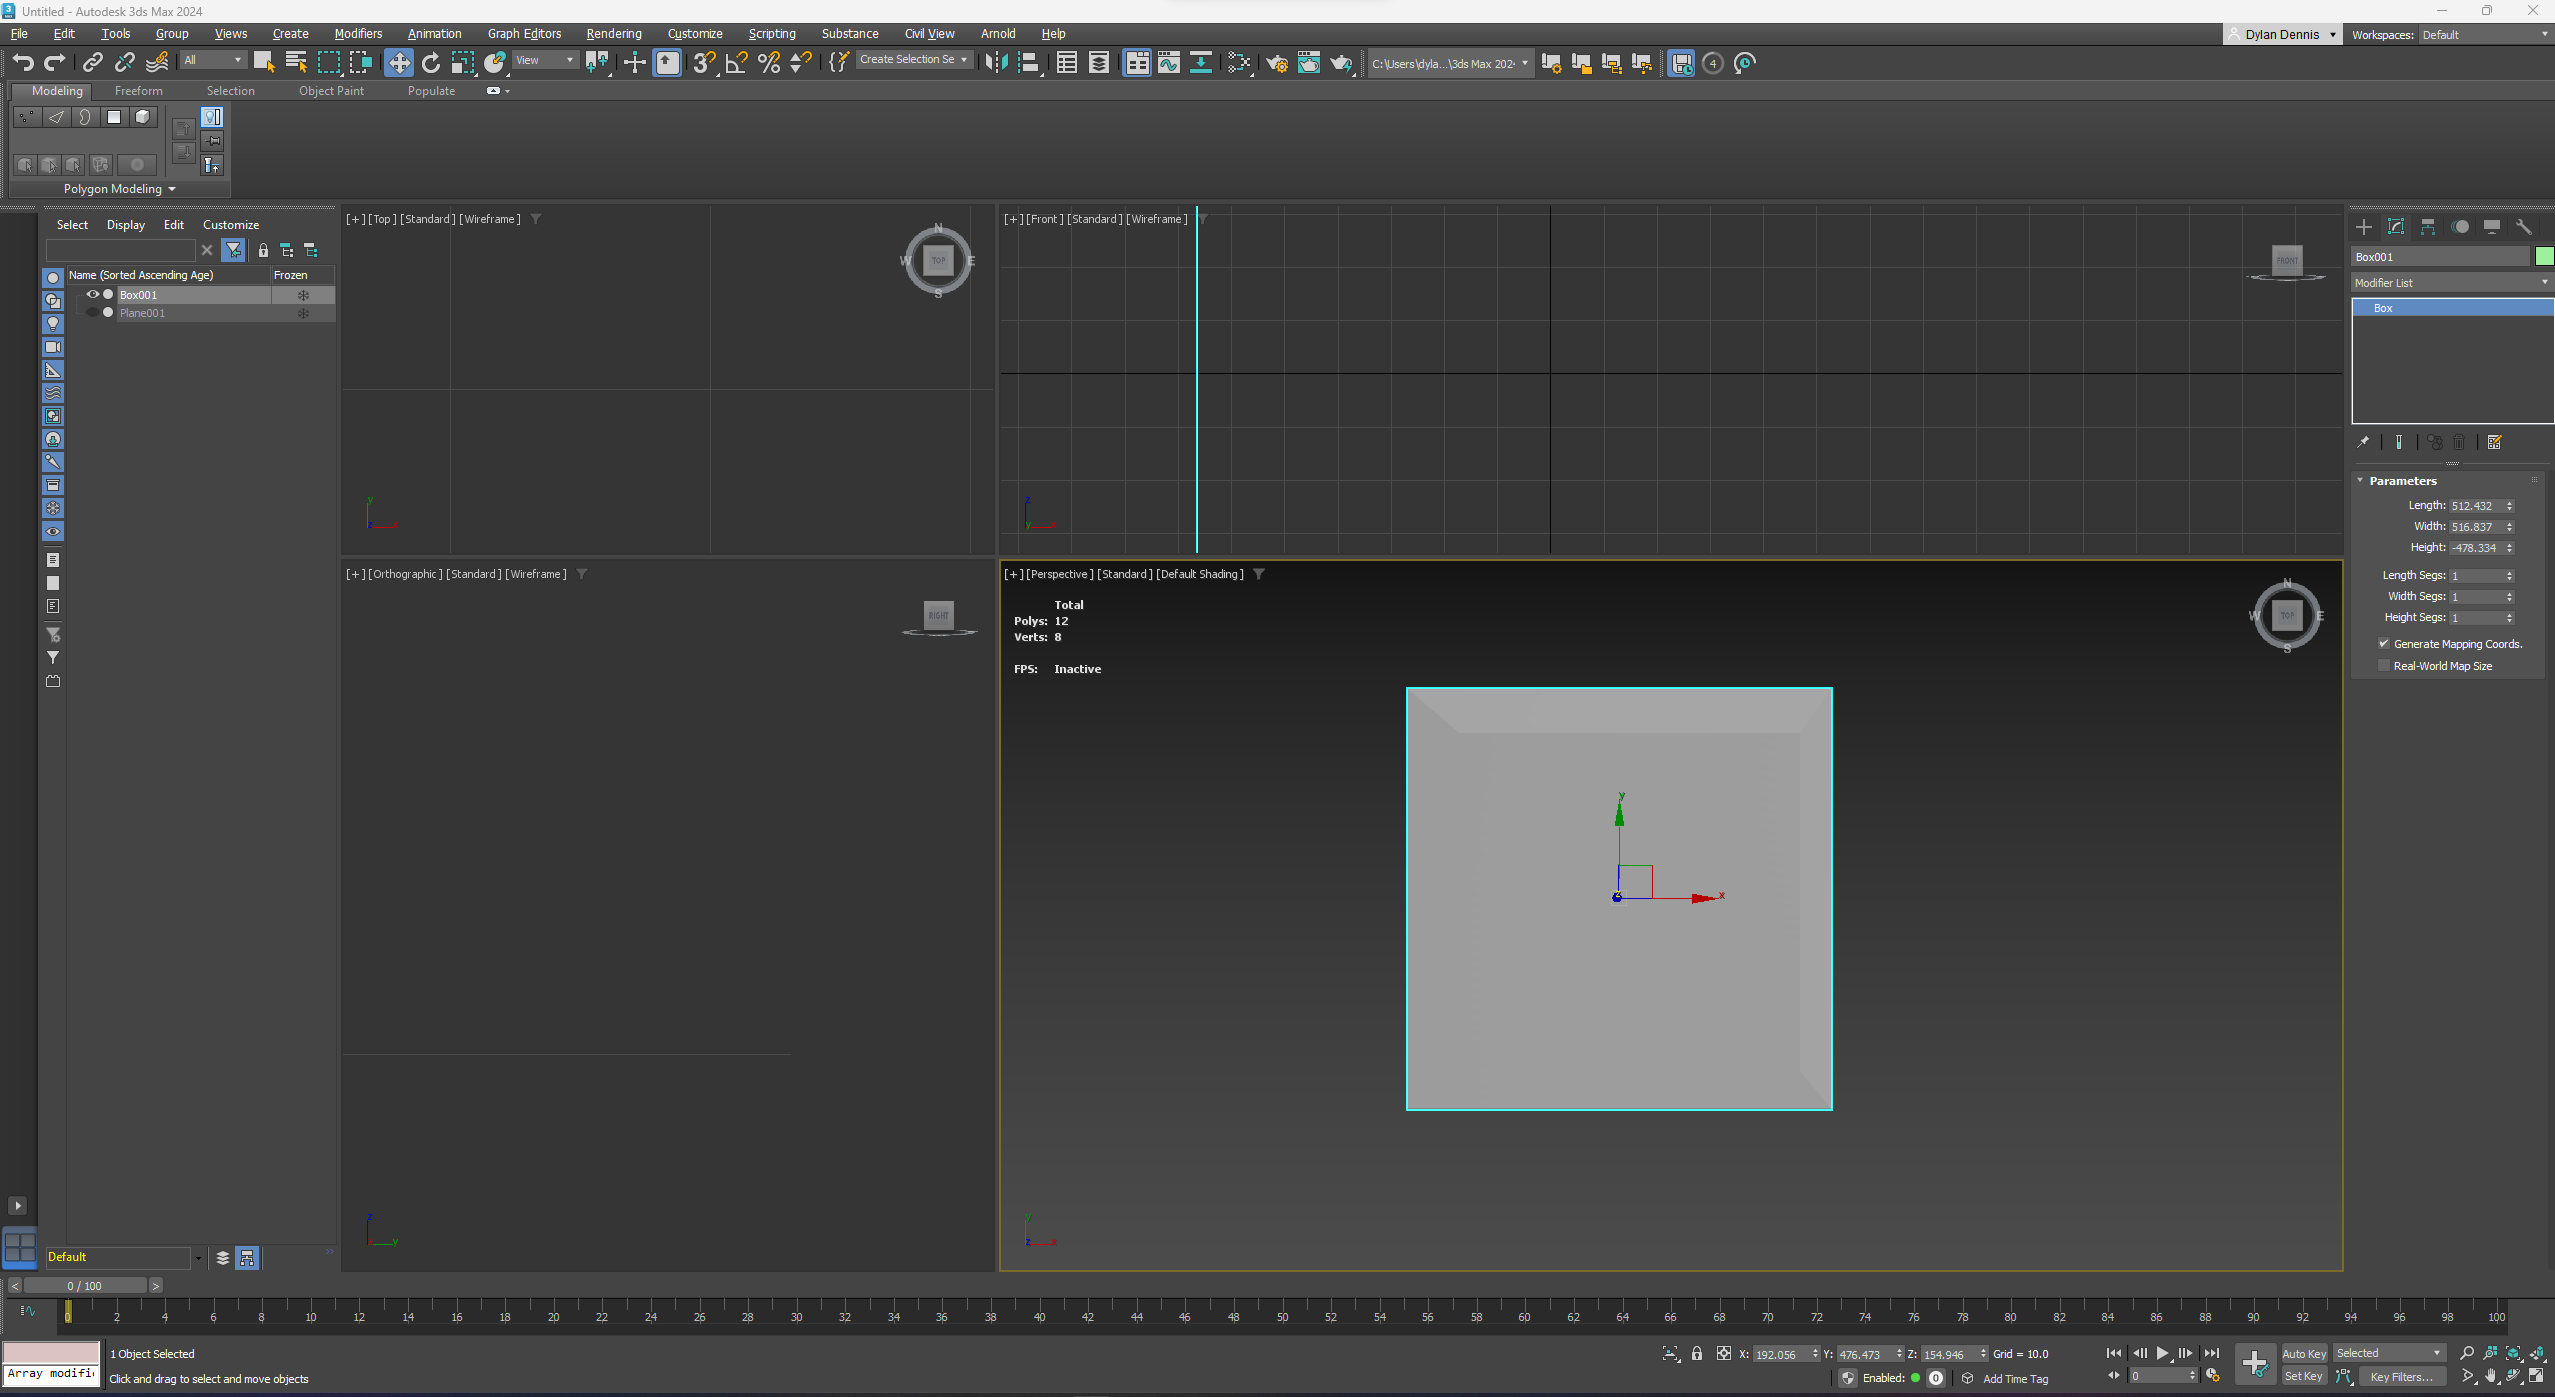 Untitled - Autodesk 3ds Max 2024
File Edit Tools Group Views Create Modifiers Animation Graph Editors Rendering Customize Scripting Substance Civil View Arnold Help
Dylan Dennis Workspaces: Default
All View Create Selection Se C:\Users\dyla...\3ds Max 202 4
Modeling Freeform Selection Object Paint Populate
Polygon Modeling
Select Display Edit Customize
Name (Sorted Ascending Age) Frozen
Box001
Plane001
Default
[+] [Top] [Standard] [Wireframe]
N
W TOP E
S
y
z x
[+] [Front] [Standard] [Wireframe]
FRONT
z
y x
[+] [Orthographic] [Standard] [Wireframe]
RIGHT
z
y
[+] [Perspective] [Standard] [Default Shading]
Total
Polys: 12
Verts: 8
FPS: Inactive
N
W TOP E
S
y
z x
y
z x
Box001
Modifier List
Box
Parameters
Length: 512.432
Width: 516.837
Height: -478.334
Length Segs: 1
Width Segs: 1
Height Segs: 1
Generate Mapping Coords.
Real-World Map Size
< 0 / 100 >
0 2 4 6 8 10 12 14 16 18 20 22 24 26 28 30 32 34 36 38 40 42 44 46 48 50 52 54 56 58 60 62 64 66 68 70 72 74 76 78 80 82 84 86 88 90 92 94 96 98 100
1 Object Selected
X: 192.056 Y: 476.473 Z: 154.946 Grid = 10.0
Auto Key Selected
Array modifi
Click and drag to select and move objects
Enabled: 0 Add Time Tag
0
Set Key Key Filters...